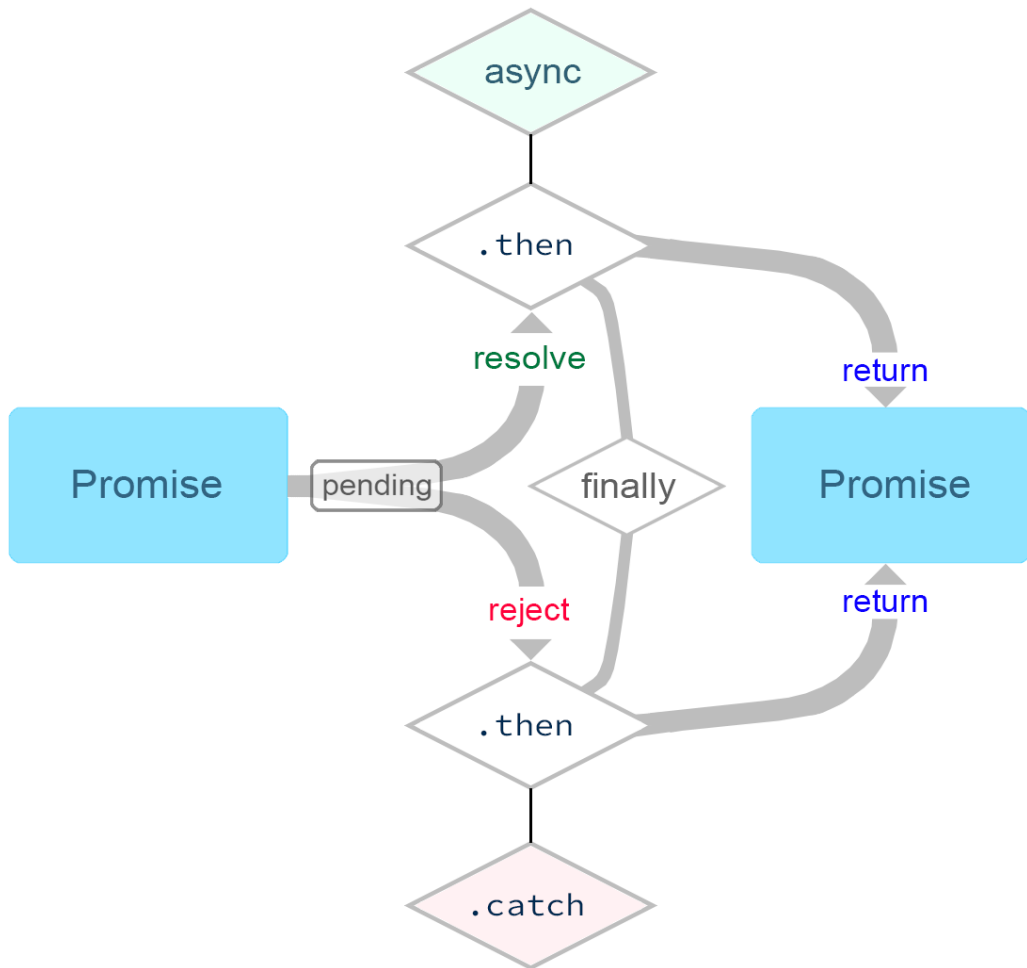 async
.then
resolve
return
Promise
pending
finally
Promise
reject
return
.then
.catch